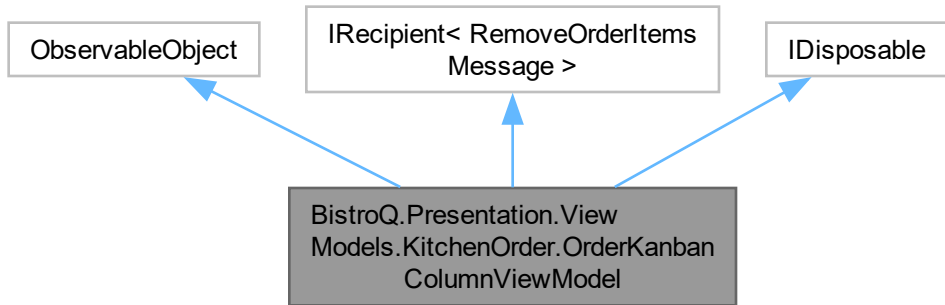 ObservableObject
IRecipient< RemoveOrderItems
Message >
IDisposable
BistroQ.Presentation.View
Models.KitchenOrder.OrderKanban
ColumnViewModel